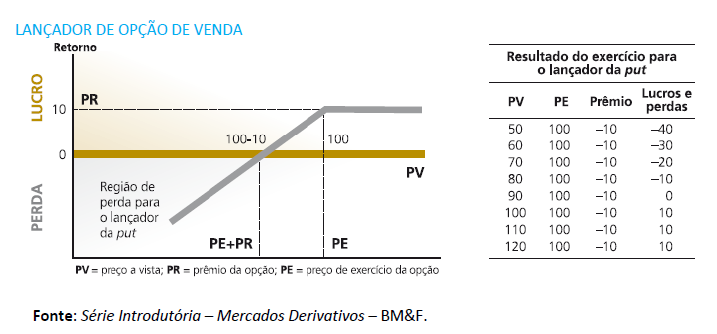 LANÇADOR DE OPÇÃO DE VENDA
Retorno
LUCRO
PERDA
PR
10
0
100-10
100
PV
Região de
perda para
o lançador
da put
PE+PR
PE
PV = preço a vista; PR = prêmio da opção; PE = preço de exercício da opção
Resultado do exercício para
o lançador da put
PV PE Prêmio Lucros e perdas
50 100 –10 –40
60 100 –10 –30
70 100 –10 –20
80 100 –10 –10
90 100 –10 0
100 100 –10 10
110 100 –10 10
120 100 –10 10
Fonte: Série Introdutória – Mercados Derivativos – BM&F.